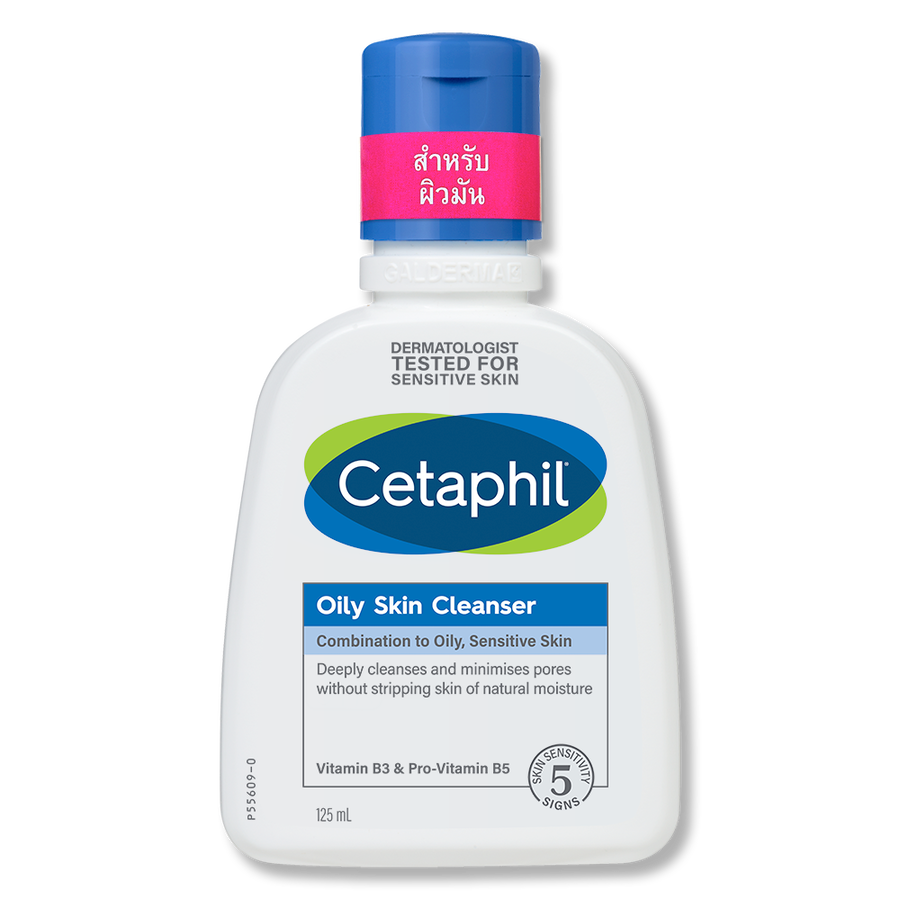 สำหรับ
ผิวมัน
GALDERMA
DERMATOLOGIST
TESTED FOR
SENSITIVE SKIN
Cetaphil®
Oily Skin Cleanser
Combination to Oily, Sensitive Skin
Deeply cleanses and minimises pores
without stripping skin of natural moisture
Vitamin B3 & Pro-Vitamin B5
SKIN SENSITIVITY
5
SIGNS
125 mL
P55609-0